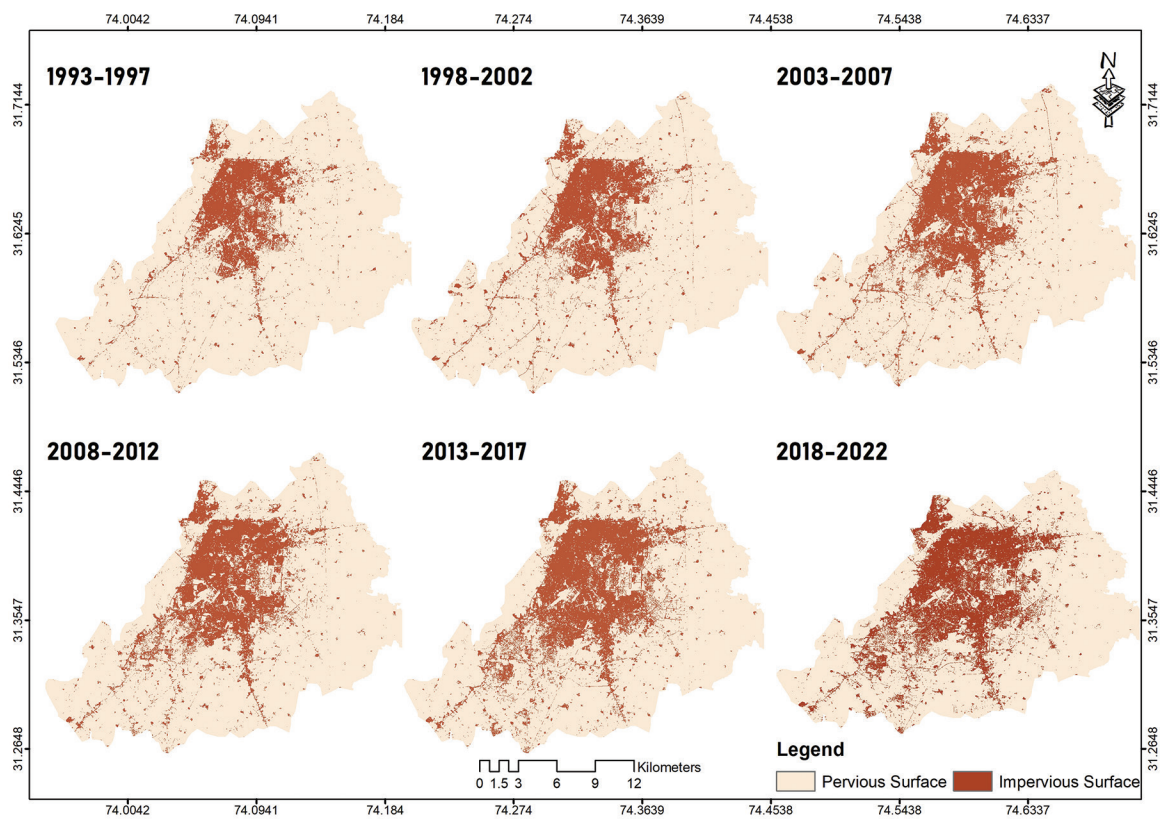 74.0042 74.0941 74.184 74.274 74.3639 74.4538 74.5438 74.6337
1993-1997 1998-2002 2003-2007
N
31.7144 31.7144
31.6245 31.6245
31.5346 31.5346
2008-2012 2013-2017 2018-2022
31.4446 31.4446
31.3547 31.3547
31.2648 31.2648
Legend
Kilometers
0 1.5 3 6 9 12
Pervious Surface Impervious Surface
74.0042 74.0941 74.184 74.274 74.3639 74.4538 74.5438 74.6337